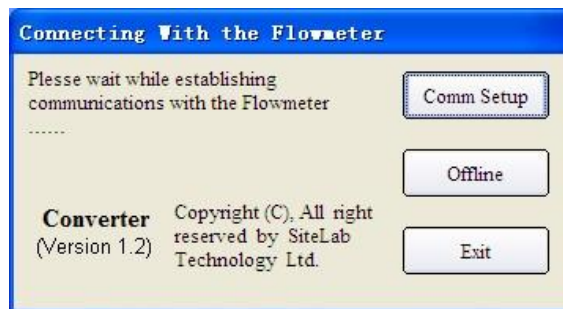 Connecting With the Flowmeter
Plesse wait while establishing
communications with the Flowmeter
......
Comm Setup
Offline
Converter
(Version 1.2)
Copyright (C), All right
reserved by SiteLab
Technology Ltd.
Exit